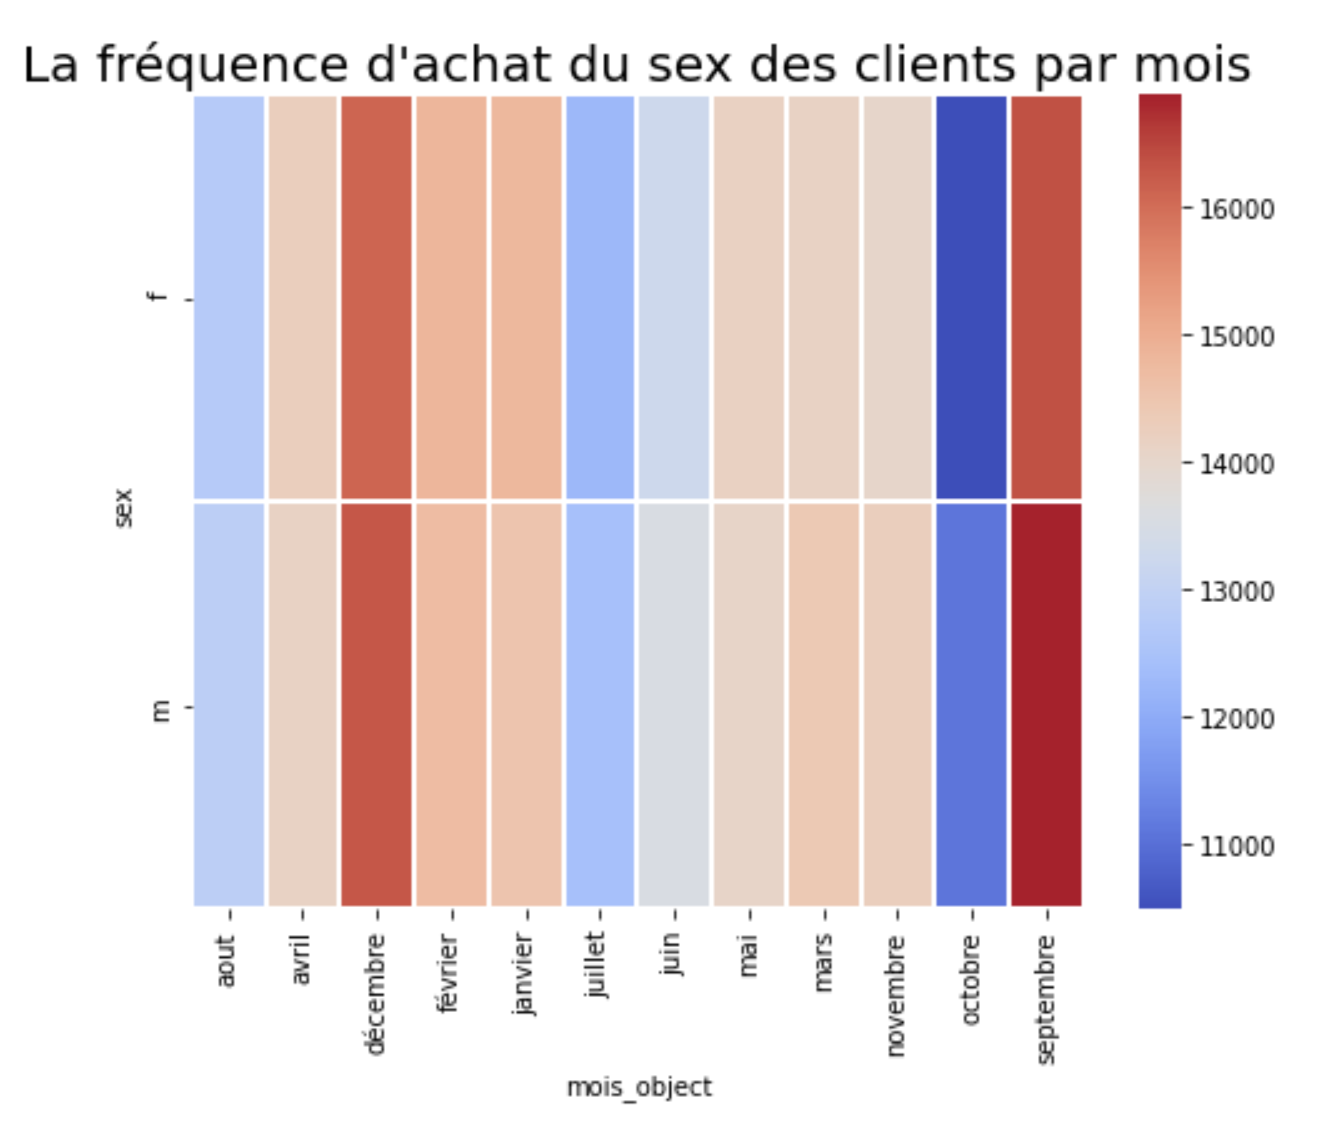 La fréquence d'achat du sex des clients par mois
f
m
sex
aout
avril
décembre
février
janvier
juillet
juin
mai
mars
novembre
octobre
septembre
mois_object
16000
15000
14000
13000
12000
11000